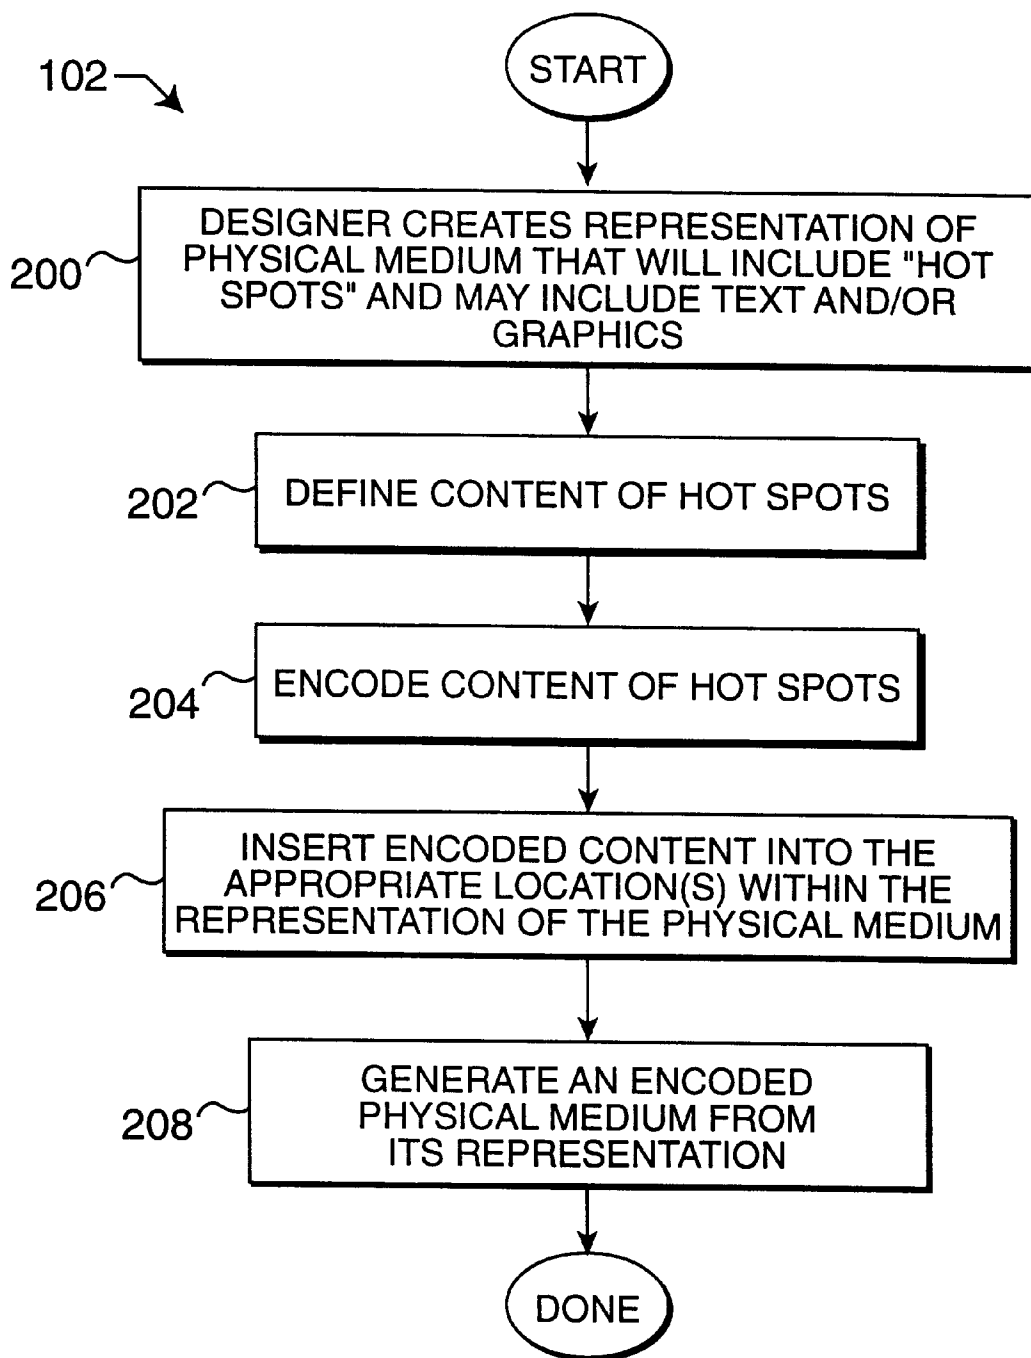 START
102
DESIGNER CREATES REPRESENTATION OF
PHYSICAL MEDIUM THAT WILL INCLUDE "HOT
SPOTS" AND MAY INCLUDE TEXT AND/OR
GRAPHICS
200
DEFINE CONTENT OF HOT SPOTS
202
ENCODE CONTENT OF HOT SPOTS
204
INSERT ENCODED CONTENT INTO THE
APPROPRIATE LOCATION(S) WITHIN THE
REPRESENTATION OF THE PHYSICAL MEDIUM
206
GENERATE AN ENCODED
PHYSICAL MEDIUM FROM
ITS REPRESENTATION
208
DONE